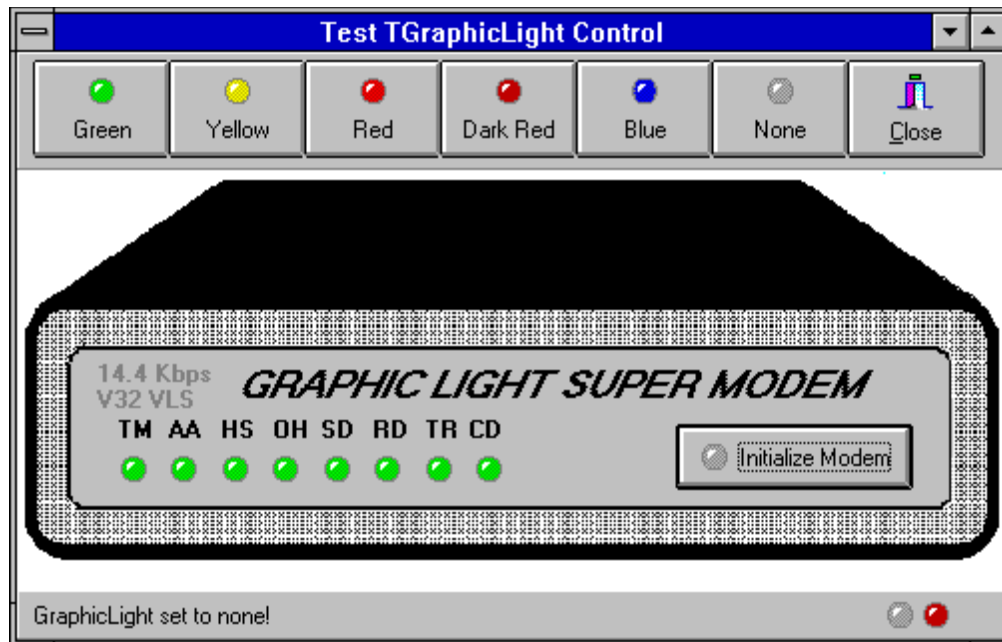 Test TGraphicLight Control
Green Yellow Red Dark Red Blue None Close
14.4 Kbps
V32 VLS
GRAPHIC LIGHT SUPER MODEM
TM AA HS OH SD RD TR CD
Initialize Modem
GraphicLight set to none!